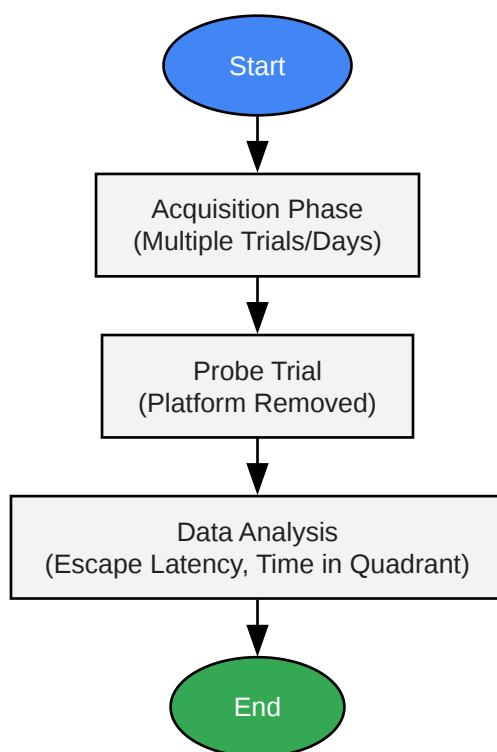 Start
Acquisition Phase
(Multiple Trials/Days)
Probe Trial
(Platform Removed)
Data Analysis
(Escape Latency, Time in Quadrant)
End